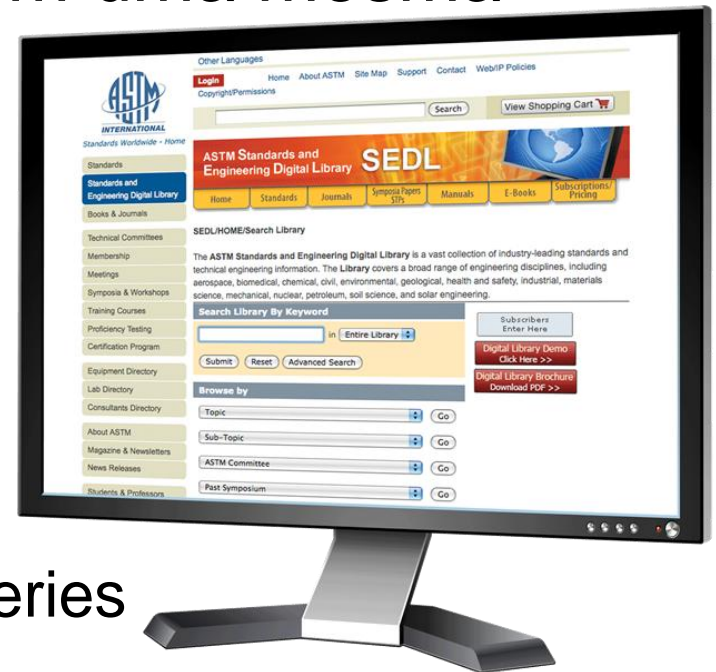 Other Languages
Login Home About ASTM Site Map Support Contact Web/IP Policies
Copyright/Permissions
Search View Shopping Cart
ASTM
INTERNATIONAL
Standards Worldwide - Home
Standards
Standards and
Engineering Digital Library
Books & Journals
Technical Committees
Membership
Meetings
Symposia & Workshops
Training Courses
Proficiency Testing
Certification Program
Equipment Directory
Lab Directory
Consultants Directory
About ASTM
Magazine & Newsletters
News Releases
Students & Professors
ASTM Standards and
Engineering Digital Library SEDL
Home Standards Journals Symposia Papers STPs Manuals E-Books Subscriptions/ Pricing
SEDL/HOME/Search Library
The ASTM Standards and Engineering Digital Library is a vast collection of industry-leading standards and
technical engineering information. The Library covers a broad range of engineering disciplines, including
aerospace, biomedical, chemical, civil, environmental, geological, health and safety, industrial, materials
science, mechanical, nuclear, petroleum, soil science, and solar engineering.
Search Library By Keyword
in Entire Library
Submit Reset Advanced Search
Browse by
Topic Go
Sub-Topic Go
ASTM Committee Go
Past Symposium Go
Subscribers
Enter Here
Digital Library Demo
Click Here >>
Digital Library Brochure
Download PDF >>
eries